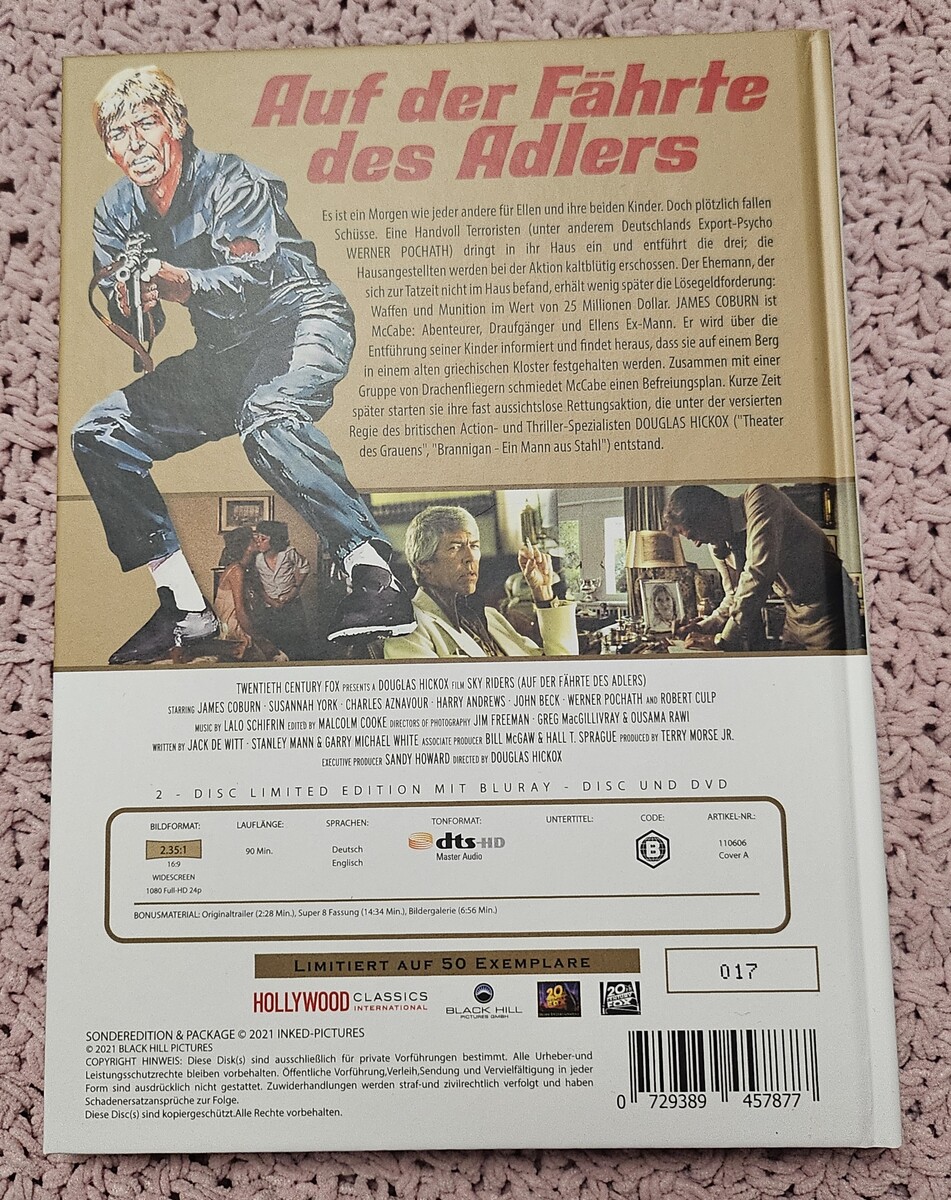 Auf der Fährte
des Adlers
Es ist ein Morgen wie jeder andere für Ellen und ihre beiden Kinder. Doch plötzlich fallen
Schüsse. Eine Handvoll Terroristen (unter anderem Deutschlands Export-Psycho
WERNER POCHATH) dringt in ihr Haus ein und entführt die drei; die
Hausangestellten werden bei der Aktion kaltblütig erschossen. Der Ehemann, der
sich zur Tatzeit nicht im Haus befand, erhält wenig später die Lösegeldforderung:
Waffen und Munition im Wert von 25 Millionen Dollar. JAMES COBURN ist
McCabe: Abenteurer, Draufgänger und Ellens Ex-Mann. Er wird über die
Entführung seiner Kinder informiert und findet heraus, dass sie auf einem Berg
in einem alten griechischen Kloster festgehalten werden. Zusammen mit einer
Gruppe von Drachenfliegern schmiedet McCabe einen Befreiungsplan. Kurze Zeit
später starten sie ihre fast aussichtslose Rettungsaktion, die unter der versierten
Regie des britischen Action- und Thriller-Spezialisten DOUGLAS HICKOX ("Theater
des Grauens", "Brannigan - Ein Mann aus Stahl") entstand.
TWENTIETH CENTURY FOX PRESENTS A DOUGLAS HICKOX FILM SKY RIDERS (AUF DER FÄHRTE DES ADLERS)
STARRING JAMES COBURN · SUSANNAH YORK · CHARLES AZNAVOUR · HARRY ANDREWS · JOHN BECK · WERNER POCHATH AND ROBERT CULP
MUSIC BY LALO SCHIFRIN EDITED BY MALCOLM COOKE DIRECTORS OF PHOTOGRAPHY JIM FREEMAN · GREG MacGILLIVRAY & OUSAMA RAWI
WRITTEN BY JACK DE WITT · STANLEY MANN & GARRY MICHAEL WHITE ASSOCIATE PRODUCER BILL McGAW & HALL T. SPRAGUE PRODUCED BY TERRY MORSE JR.
EXECUTIVE PRODUCER SANDY HOWARD DIRECTED BY DOUGLAS HICKOX
2 - DISC LIMITED EDITION MIT BLURAY - DISC UND DVD
BILDFORMAT: LAUFLÄNGE: SPRACHEN: TONFORMAT: UNTERTITEL: CODE: ARTIKEL-NR.:
2.35:1 90 Min. Deutsch dts-HD B 110606
16:9 Englisch Master Audio Cover A
WIDESCREEN
1080 Full-HD 24p
BONUSMATERIAL: Originaltrailer (2:28 Min.), Super 8 Fassung (14:34 Min.), Bildergalerie (6:56 Min.)
LIMITIERT AUF 50 EXEMPLARE
017
HOLLYWOOD CLASSICS
INTERNATIONAL
BLACK HILL
PICTURES GMBH
20
20
FOX
SONDEREDITION & PACKAGE © 2021 INKED-PICTURES
© 2021 BLACK HILL PICTURES
COPYRIGHT HINWEIS: Diese Disk(s) sind ausschließlich für private Vorführungen bestimmt. Alle Urheber-und
Leistungsschutzrechte bleiben vorbehalten. Öffentliche Vorführung,Verleih,Sendung und Vervielfältigung in jeder
Form sind ausdrücklich nicht gestattet. Zuwiderhandlungen werden straf-und zivilrechtlich verfolgt und haben
Schadenersatzansprüche zur Folge.
Diese Disc(s) sind kopiergeschützt.Alle Rechte vorbehalten.
0 729389 457877